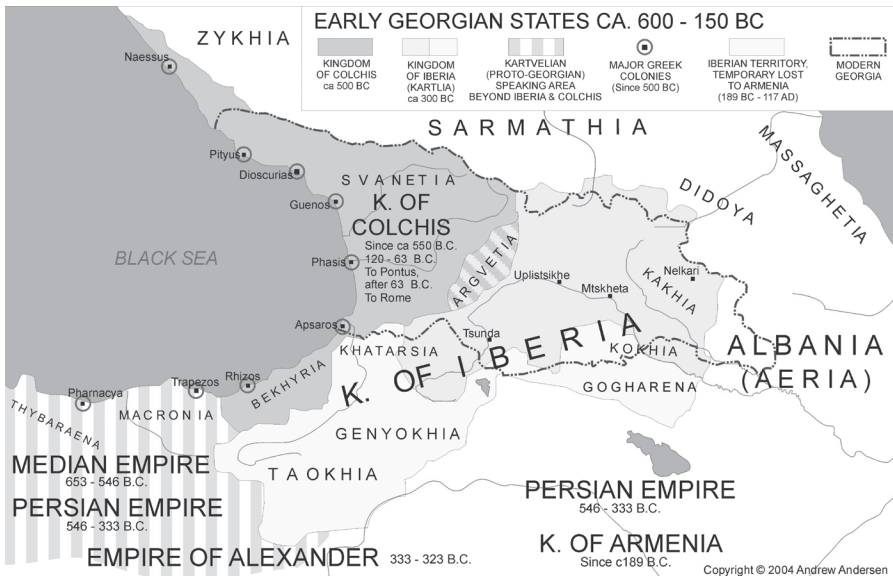 EARLY GEORGIAN STATES CA. 600 - 150 BC
KINGDOM
OF COLCHIS
ca 500 BC
KINGDOM
OF IBERIA
(KARTLIA)
ca 300 BC
KARTVELIAN
(PROTO-GEORGIAN)
SPEAKING AREA
BEYOND IBERIA & COLCHIS
MAJOR GREEK
COLONIES
(Since 500 BC)
IBERIAN TERRITORY,
TEMPORARY LOST
TO ARMENIA
(189 BC - 117 AD)
MODERN
GEORGIA
ZYKHIA
Naessus
SARMATHIA
MASSAGHETIA
Pityus
Dioscurias
SVANETIA
DIDOYA
Guenos
K. OF
COLCHIS
Since ca 550 B.C.
120 - 63 B.C.
To Pontus,
after 63 B.C.
To Rome
BLACK SEA
Phasis
ARGVETIA
Uplistsikhe
Mtskheta
Nelkari
KAKHIA
Apsaros
Tsunda
KHATARSIA
K. OF IBERIA
KOKHIA
ALBANIA
(AERIA)
GOGHARENA
Pharnacya
Trapezos
Rhizos
BEKHYRIA
THYBARAENA
MACRONIA
GENYOKHIA
TAOKHIA
MEDIAN EMPIRE
653 - 546 B.C.
PERSIAN EMPIRE
546 - 333 B.C.
PERSIAN EMPIRE
546 - 333 B.C.
EMPIRE OF ALEXANDER 333 - 323 B.C.
K. OF ARMENIA
Since c189 B.C.
Copyright © 2004 Andrew Andersen